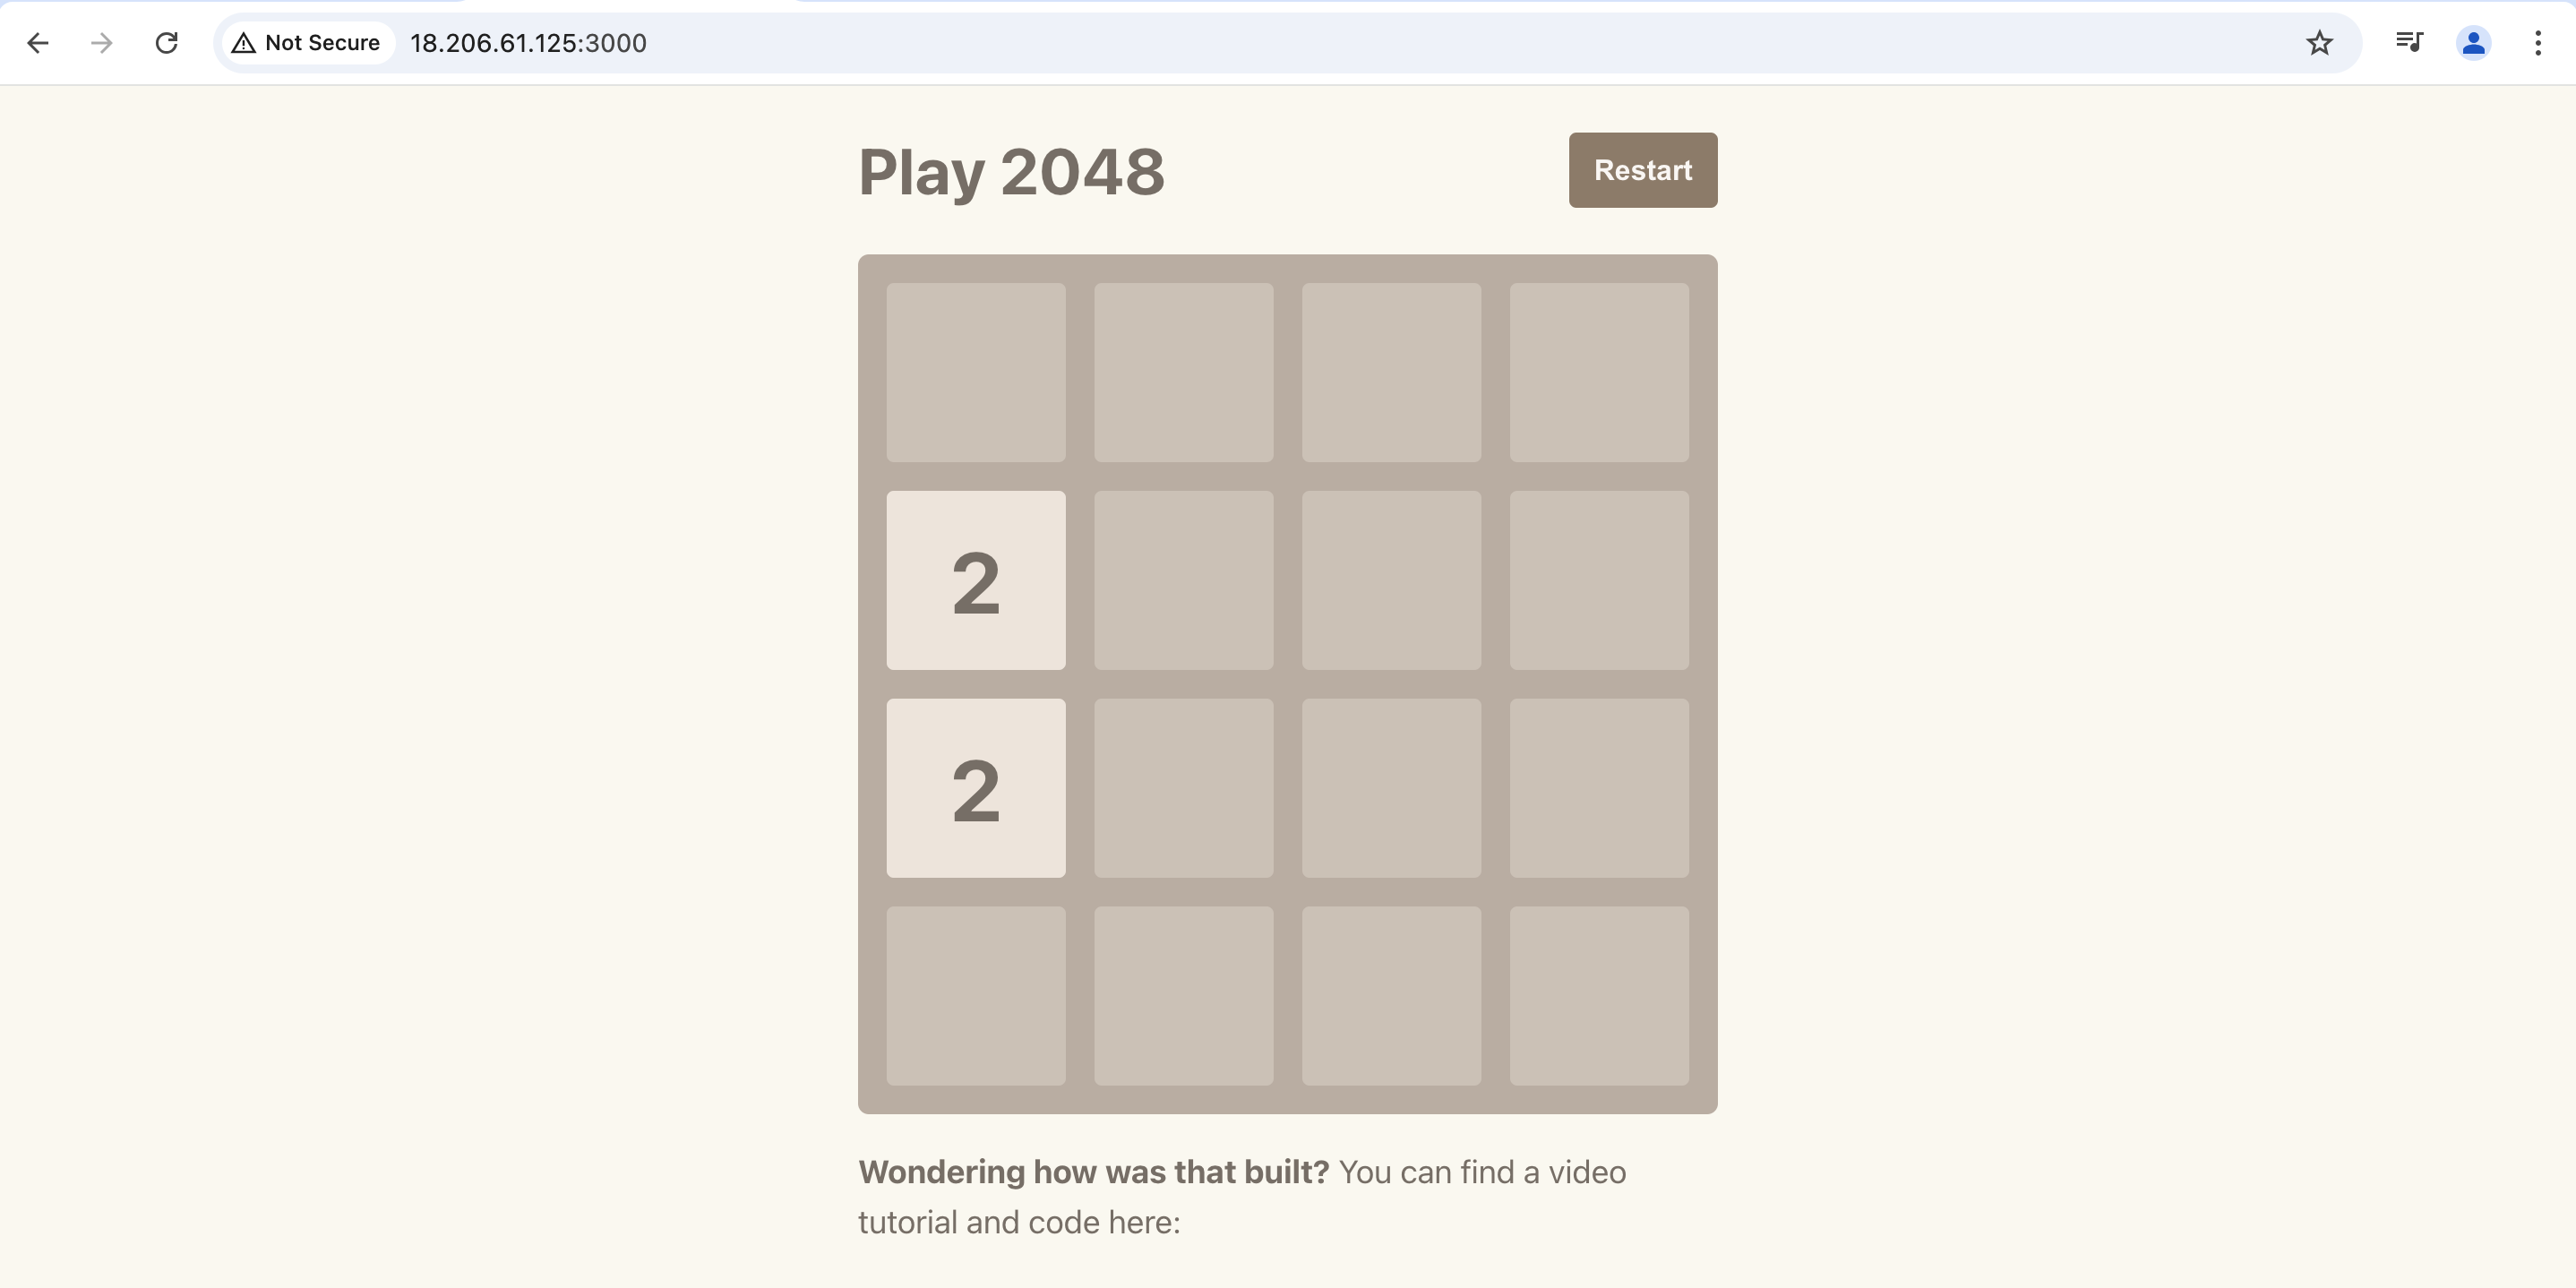 Not Secure 18.206.61.125:3000
Play 2048
Restart
2
2
Wondering how was that built? You can find a video
tutorial and code here: